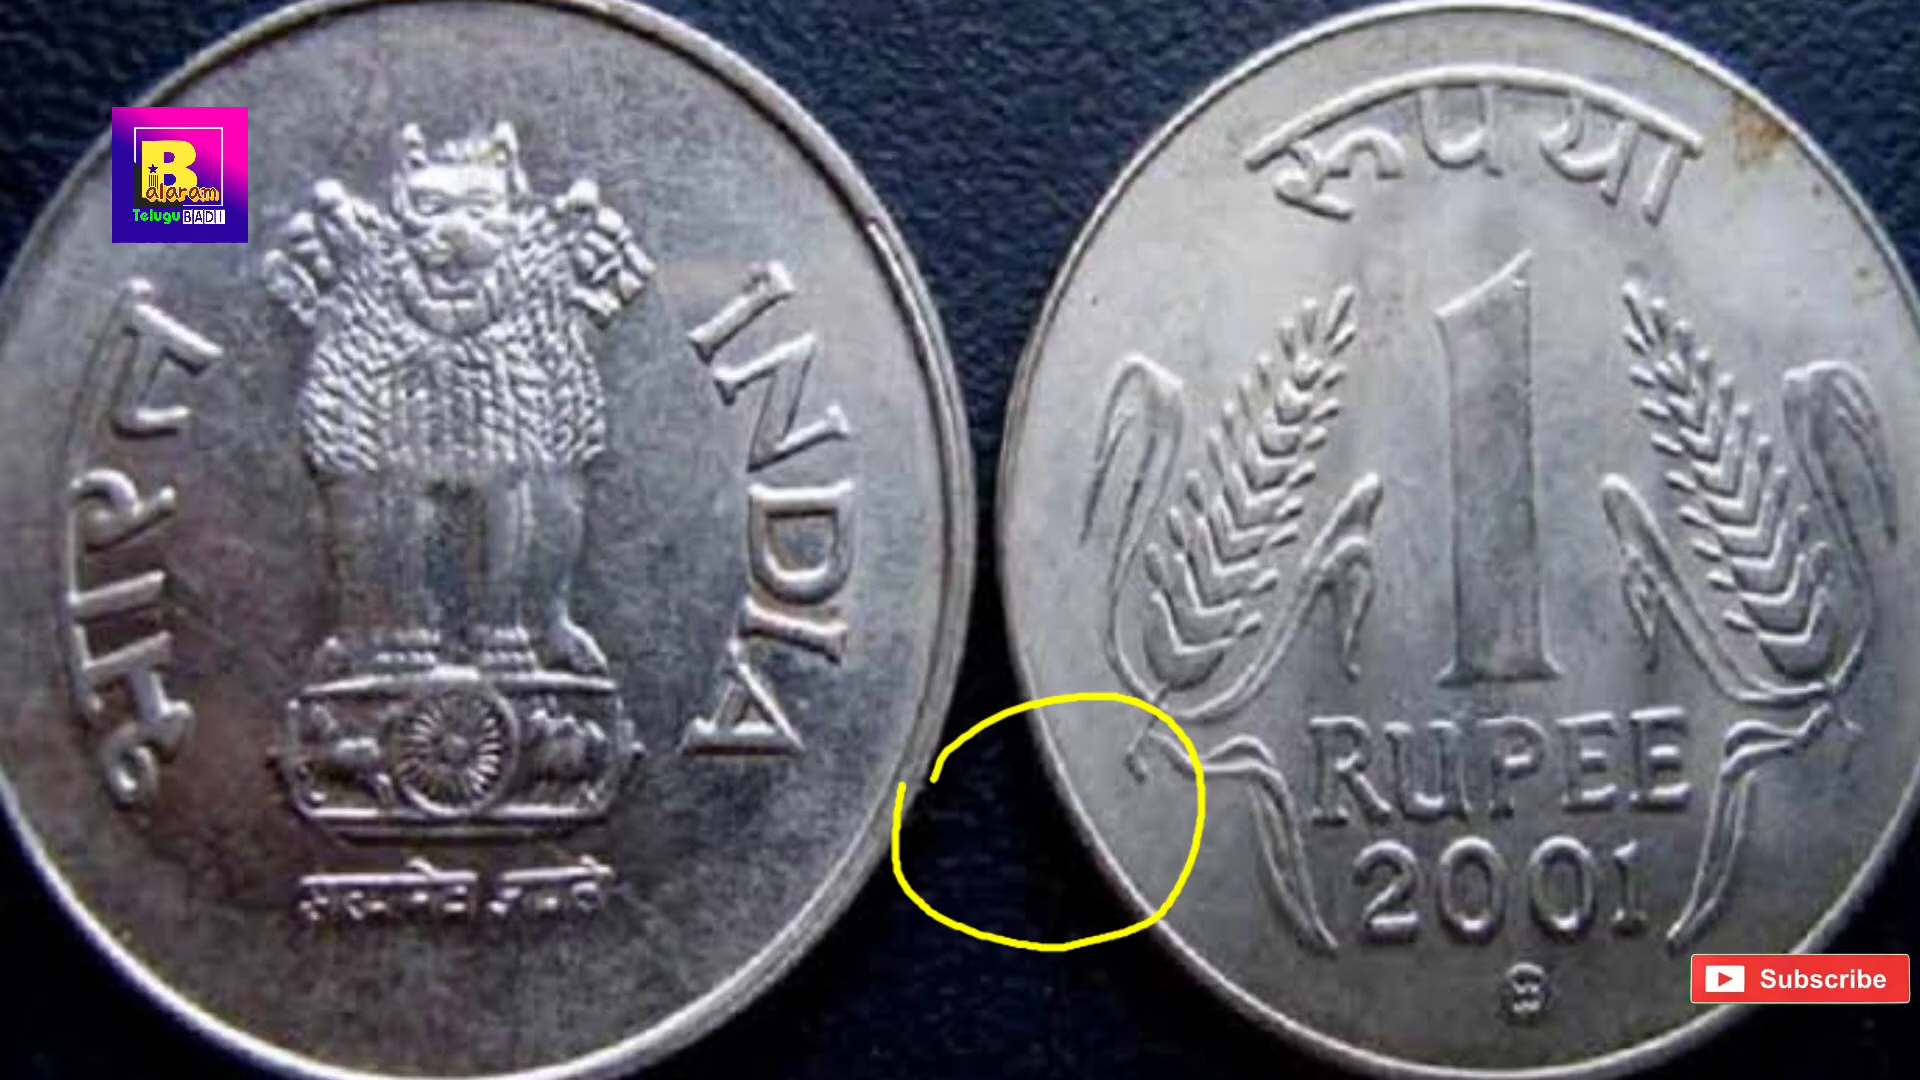 Balaram
Telugu BADI
भारत
INDIA
सत्यमेव जयते
रूपया
1
RUPEE
2001
Subscribe